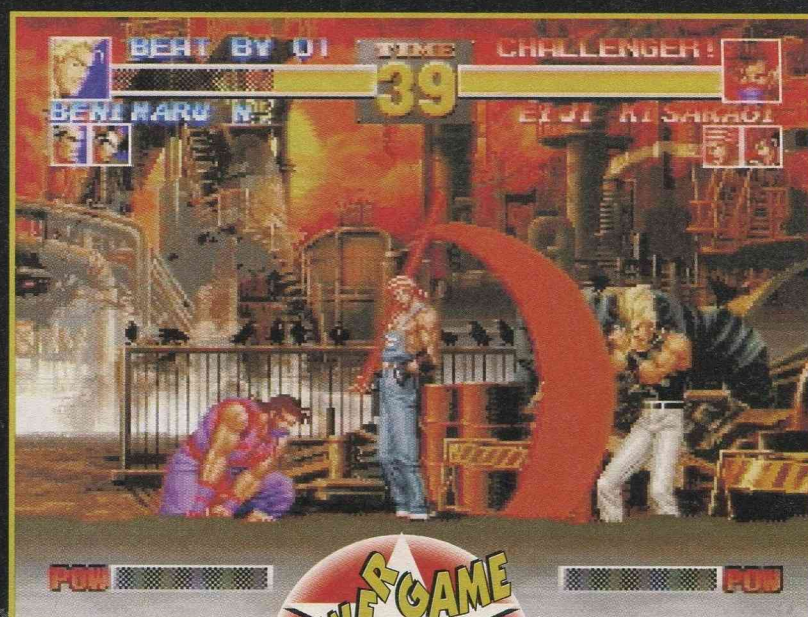 BEAT BY 01
TIME
CHALLENGER!
39
BENIMARU N.
EIJI KISARAGI
POW
POW
GAME